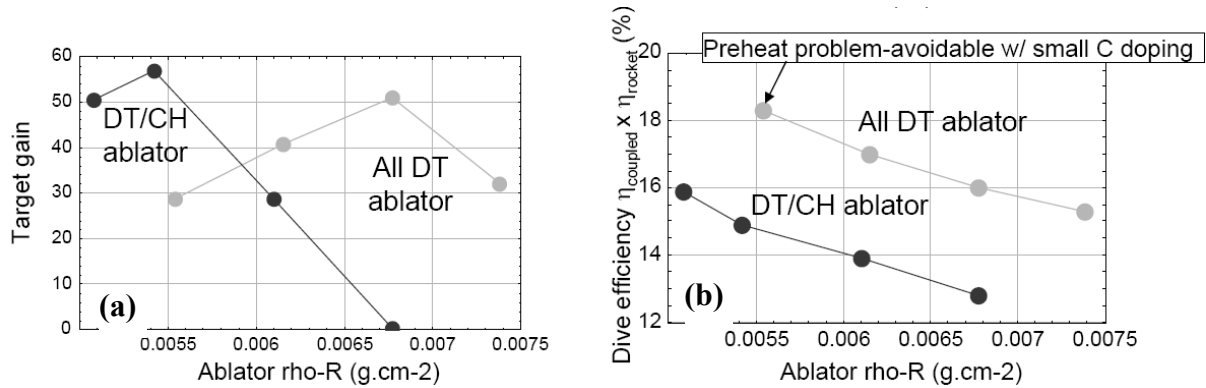 60
50
40
30
20
10
0
Target gain
DT/CH
ablator
All DT
ablator
(a)
0.0055
0.006
0.0065
0.007
0.0075
Ablator rho-R (g.cm-2)
Dive efficiency ηcoupled x ηrocket (%)
20
18
16
14
12
Preheat problem-avoidable w/ small C doping
All DT ablator
DT/CH ablator
(b)
0.0055
0.006
0.0065
0.007
0.0075
Ablator rho-R (g.cm-2)